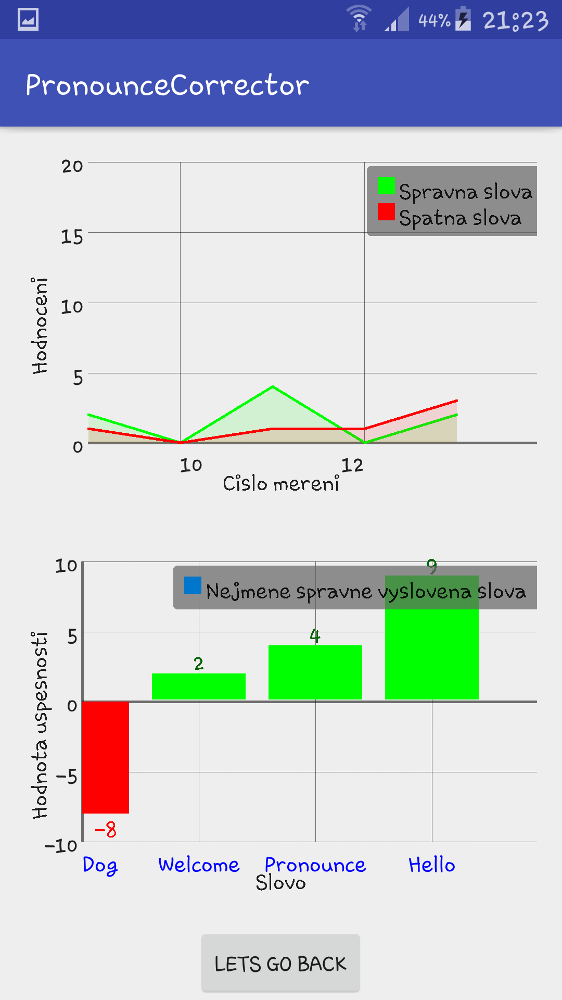 44% 21:23
PronounceCorrector
20
15
10
5
0
Hodnoceni
Spravna slova
Spatna slova
10 12
Cislo mereni
10
5
0
-5
-10
Hodnota uspesnosti
Nejmene spravne vyslovena slova
9
4
2
-8
Dog Welcome Pronounce Hello
Slovo
LETS GO BACK